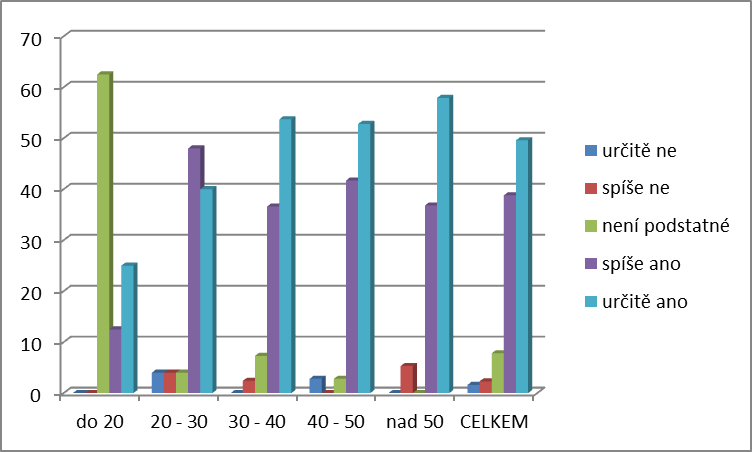 70
60
50
40
30
20
10
0
do 20
20 - 30
30 - 40
40 - 50
nad 50
CELKEM
určitě ne
spíše ne
není podstatné
spíše ano
určitě ano